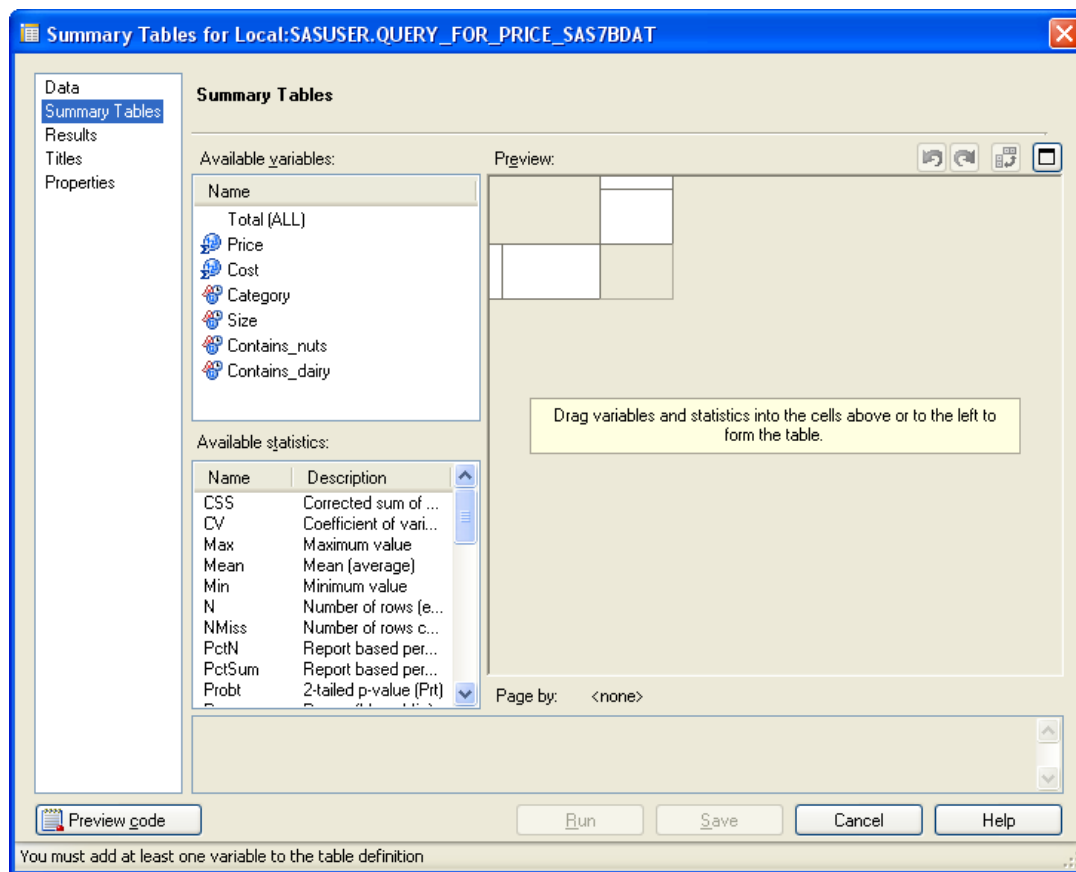 Summary Tables for Local:SASUSER.QUERY_FOR_PRICE_SAS7BDAT
Data
Summary Tables
Results
Titles
Properties
Summary Tables
Available variables:
Name
Total (ALL)
Price
Cost
Category
Size
Contains_nuts
Contains_dairy
Available statistics:
Name Description
CSS Corrected sum of ...
CV Coefficient of vari...
Max Maximum value
Mean Mean (average)
Min Minimum value
N Number of rows (e...
NMiss Number of rows c...
PctN Report based per...
PctSum Report based per...
Probt 2-tailed p-value (Prt)
Preview:
Drag variables and statistics into the cells above or to the left to
form the table.
Page by: <none>
Preview code
Run
Save
Cancel
Help
You must add at least one variable to the table definition